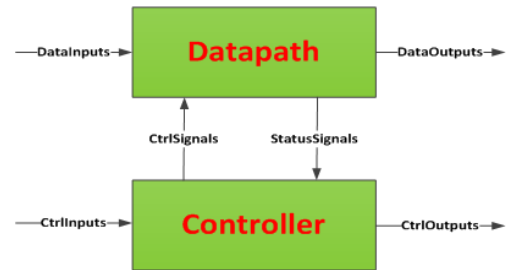 Datapath
DataInputs
DataOutputs
CtrlSignals
StatusSignals
Controller
CtrlInputs
CtrlOutputs